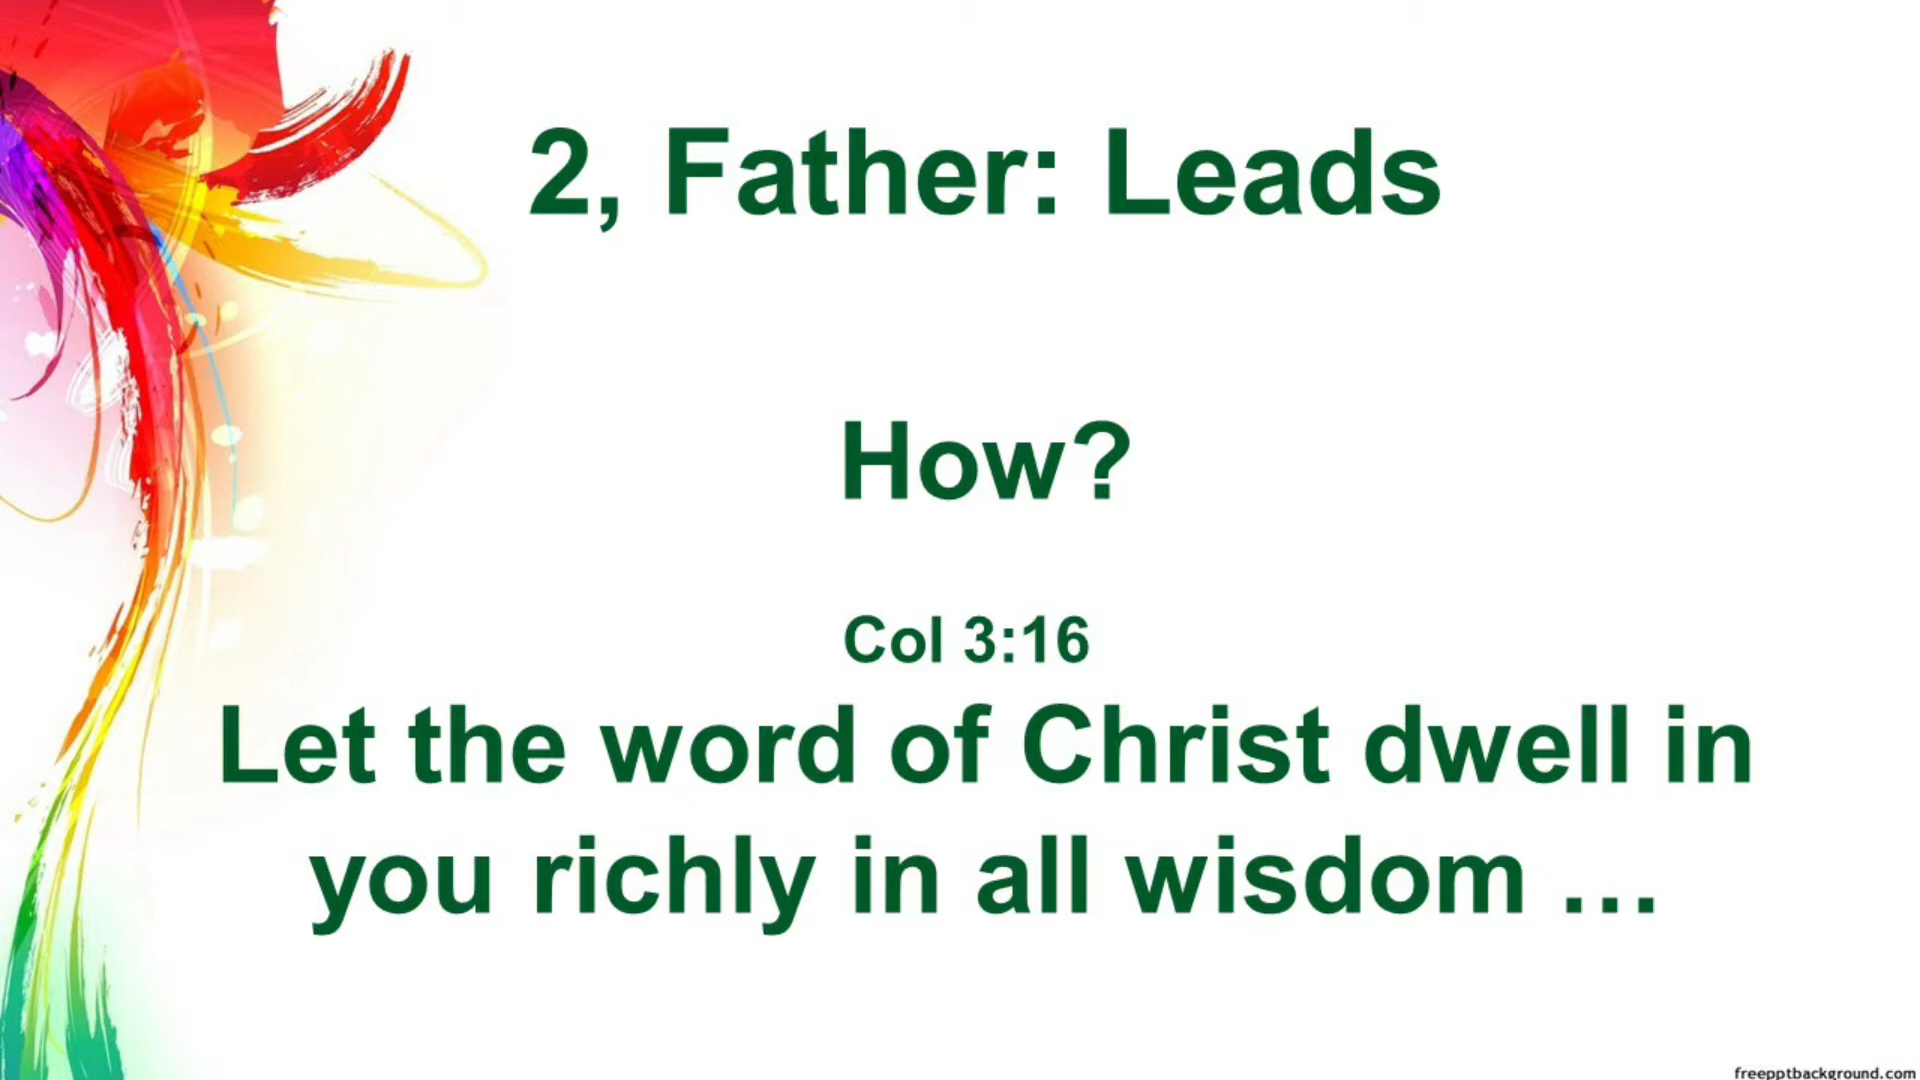 2, Father: Leads
How?
Col 3:16
Let the word of Christ dwell in
you richly in all wisdom …
freepptbackground.com